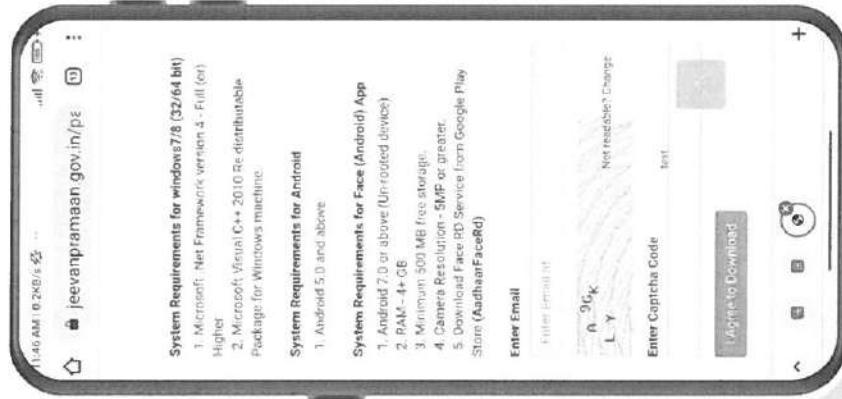 11:46 AM | 0.2KB/s
13
jeevanpramaan.gov.in/pa
System Requirements for windows7/8 (32/64 bit)
1. Microsoft .Net Framework version 4 - Full (or)
Higher
2. Microsoft Visual C++ 2010 Re-distributable
Package for Windows machine.
System Requirements for Android
1. Android 5.0 and above
System Requirements for Face (Android) App
1. Android 7.0 or above (Un-rooted device)
2. RAM - 4+ GB
3. Minimum 500 MB free storage.
4. Camera Resolution - 5MP or greater.
5. Download Face RD Service from Google Play
Store (AadhaarFaceRd)
Enter Email
Enter Email Id
A 9GK
L Y
Not readable? Change
Enter Captcha Code
text
I Agree to Download